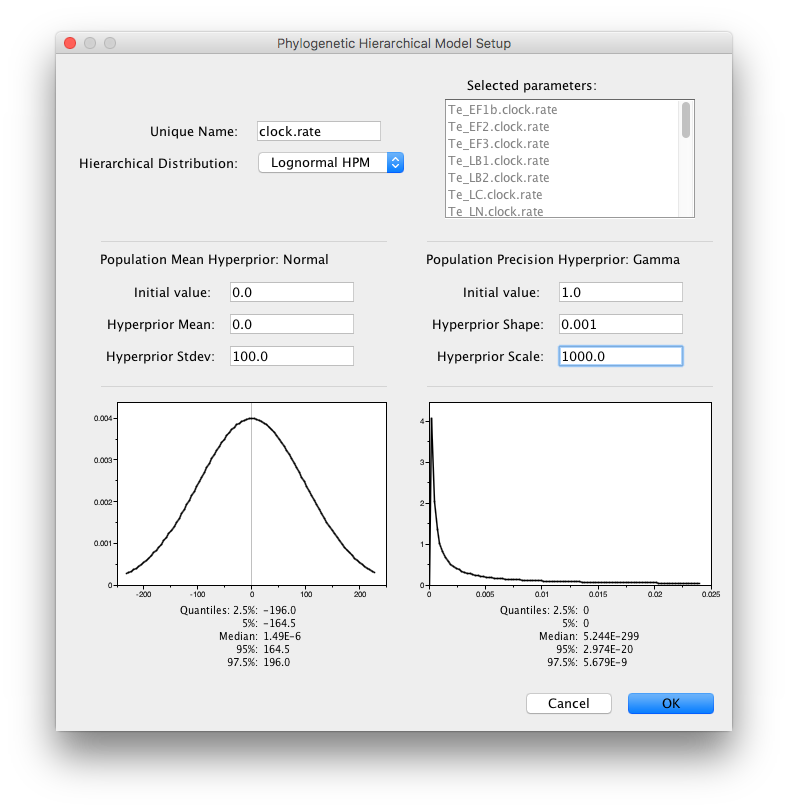 Phylogenetic Hierarchical Model Setup
Selected parameters:
Unique Name: clock.rate
Hierarchical Distribution: Lognormal HPM
Te_EF1b.clock.rate
Te_EF2.clock.rate
Te_EF3.clock.rate
Te_LB1.clock.rate
Te_LB2.clock.rate
Te_LC.clock.rate
Te_LN.clock.rate
Population Mean Hyperprior: Normal
Initial value: 0.0
Hyperprior Mean: 0.0
Hyperprior Stdev: 100.0
Population Precision Hyperprior: Gamma
Initial value: 1.0
Hyperprior Shape: 0.001
Hyperprior Scale: 1000.0
0.004
0.003
0.002
0.001
0
-200 -100 0 100 200
Quantiles: 2.5%: -196.0
5%: -164.5
Median: 1.49E-6
95%: 164.5
97.5%: 196.0
4
3
2
1
0
0 0.005 0.01 0.015 0.02 0.025
Quantiles: 2.5%: 0
5%: 0
Median: 5.244E-299
95%: 2.974E-20
97.5%: 5.679E-9
Cancel
OK